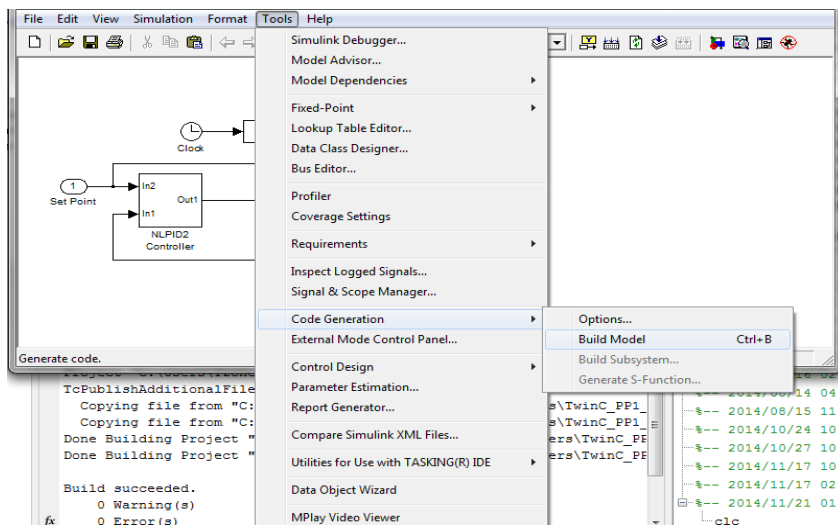 File Edit View Simulation Format Tools Help
Simulink Debugger...
Model Advisor...
Model Dependencies
Fixed-Point
Lookup Table Editor...
Data Class Designer...
Bus Editor...
Profiler
Coverage Settings
Requirements
Inspect Logged Signals...
Signal & Scope Manager...
Code Generation
External Mode Control Panel...
Control Design
Parameter Estimation...
Report Generator...
Compare Simulink XML Files...
Utilities for Use with TASKING(R) IDE
Data Object Wizard
MPlay Video Viewer
Options...
Build Model Ctrl+B
Build Subsystem...
Generate S-Function...
Clock
1
Set Point
In2
Out1
In1
NLPID2
Controller
Generate code.
TcPublishAdditionalFile
Copying file from "C: s\TwinC_PP1_
Copying file from "C: s\TwinC_PP1_
Done Building Project " ers\TwinC_PP
Done Building Project " ers\TwinC_PP
Build succeeded.
0 Warning(s)
fx 0 Error(s)
%-- 2014/08/15 11
%-- 2014/10/24 10
%-- 2014/10/27 10
%-- 2014/11/17 10
%-- 2014/11/17 02
%-- 2014/11/21 01
clc